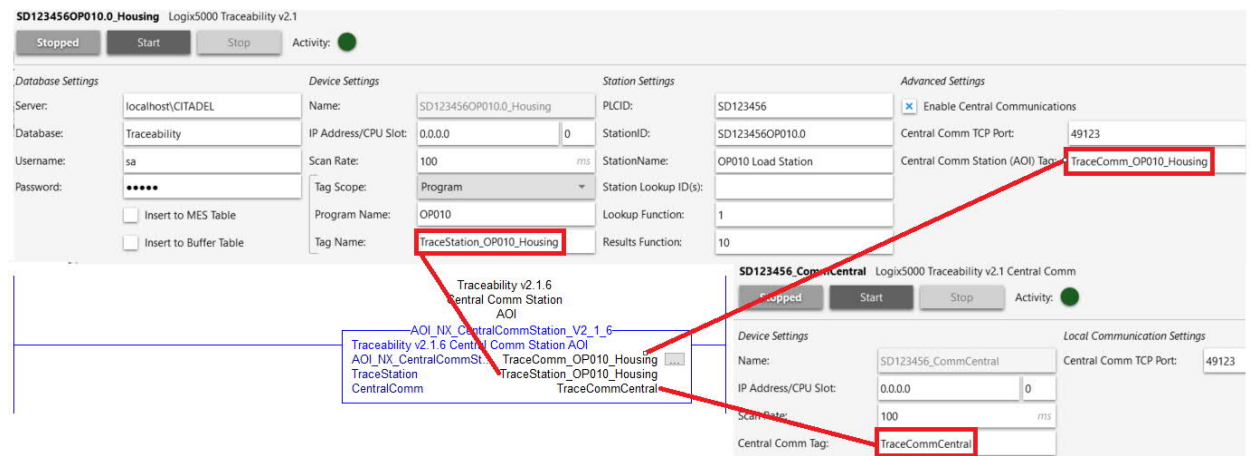 SD123456OP010.0_Housing Logix5000 Traceability v2.1
Stopped Start Stop Activity:
Database Settings Device Settings Station Settings Advanced Settings
Server: localhost\CITADEL Name: SD123456OP010.0_Housing PLCID: SD123456 Enable Central Communications
Database: Traceability IP Address/CPU Slot: 0.0.0.0 0 StationID: SD123456OP010.0 Central Comm TCP Port: 49123
Username: sa Scan Rate: 100 ms StationName: OP010 Load Station Central Comm Station (AOI) Tag: TraceComm_OP010_Housing
Password: ••••• Tag Scope: Program Station Lookup ID(s):
Insert to MES Table Program Name: OP010 Lookup Function: 1
Insert to Buffer Table Tag Name: TraceStation_OP010_Housing Results Function: 10
Traceability v2.1.6
Central Comm Station
AOI
AOI_NX_CentralCommStation_V2_1_6
Traceability v2.1.6 Central Comm Station AOI
AOI_NX_CentralCommSt... TraceComm_OP010_Housing ...
TraceStation TraceStation_OP010_Housing
CentralComm TraceCommCentral
SD123456_CommCentral Logix5000 Traceability v2.1 Central Comm
Stopped Start Stop Activity:
Device Settings Local Communication Settings
Name: SD123456_CommCentral Central Comm TCP Port: 49123
IP Address/CPU Slot: 0.0.0.0 0
Scan Rate: 100 ms
Central Comm Tag: TraceCommCentral